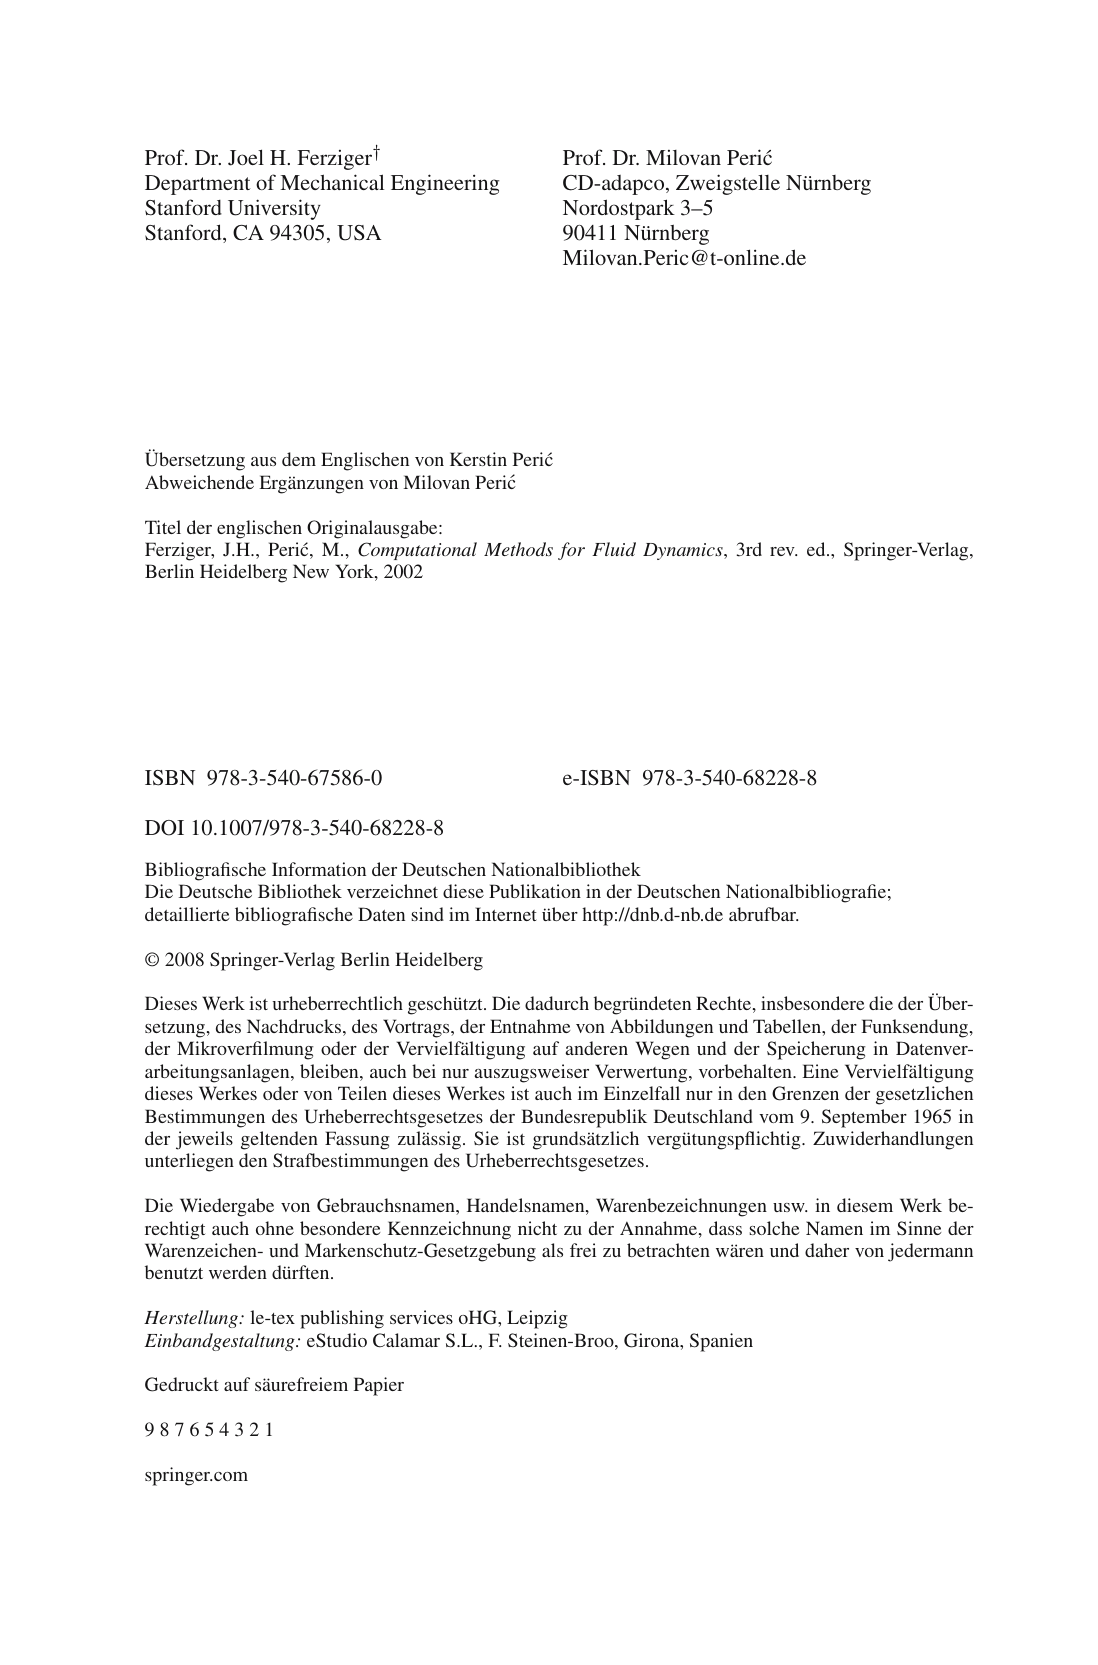 Prof. Dr. Joel H. Ferziger†
Department of Mechanical Engineering
Stanford University
Stanford, CA 94305, USA
Prof. Dr. Milovan Perić
CD-adapco, Zweigstelle Nürnberg
Nordostpark 3–5
90411 Nürnberg
Milovan.Peric@t-online.de
Übersetzung aus dem Englischen von Kerstin Perić
Abweichende Ergänzungen von Milovan Perić
Titel der englischen Originalausgabe:
Ferziger, J.H., Perić, M., Computational Methods for Fluid Dynamics, 3rd rev. ed., Springer-Verlag,
Berlin Heidelberg New York, 2002
ISBN 978-3-540-67586-0
e-ISBN 978-3-540-68228-8
DOI 10.1007/978-3-540-68228-8
Bibliografische Information der Deutschen Nationalbibliothek
Die Deutsche Bibliothek verzeichnet diese Publikation in der Deutschen Nationalbibliografie;
detaillierte bibliografische Daten sind im Internet über http://dnb.d-nb.de abrufbar.
© 2008 Springer-Verlag Berlin Heidelberg
Dieses Werk ist urheberrechtlich geschützt. Die dadurch begründeten Rechte, insbesondere die der Über-
setzung, des Nachdrucks, des Vortrags, der Entnahme von Abbildungen und Tabellen, der Funksendung,
der Mikroverfilmung oder der Vervielfältigung auf anderen Wegen und der Speicherung in Datenver-
arbeitungsanlagen, bleiben, auch bei nur auszugsweiser Verwertung, vorbehalten. Eine Vervielfältigung
dieses Werkes oder von Teilen dieses Werkes ist auch im Einzelfall nur in den Grenzen der gesetzlichen
Bestimmungen des Urheberrechtsgesetzes der Bundesrepublik Deutschland vom 9. September 1965 in
der jeweils geltenden Fassung zulässig. Sie ist grundsätzlich vergütungspflichtig. Zuwiderhandlungen
unterliegen den Strafbestimmungen des Urheberrechtsgesetzes.
Die Wiedergabe von Gebrauchsnamen, Handelsnamen, Warenbezeichnungen usw. in diesem Werk be-
rechtigt auch ohne besondere Kennzeichnung nicht zu der Annahme, dass solche Namen im Sinne der
Warenzeichen- und Markenschutz-Gesetzgebung als frei zu betrachten wären und daher von jedermann
benutzt werden dürften.
Herstellung: le-tex publishing services oHG, Leipzig
Einbandgestaltung: eStudio Calamar S.L., F. Steinen-Broo, Girona, Spanien
Gedruckt auf säurefreiem Papier
9 8 7 6 5 4 3 2 1
springer.com